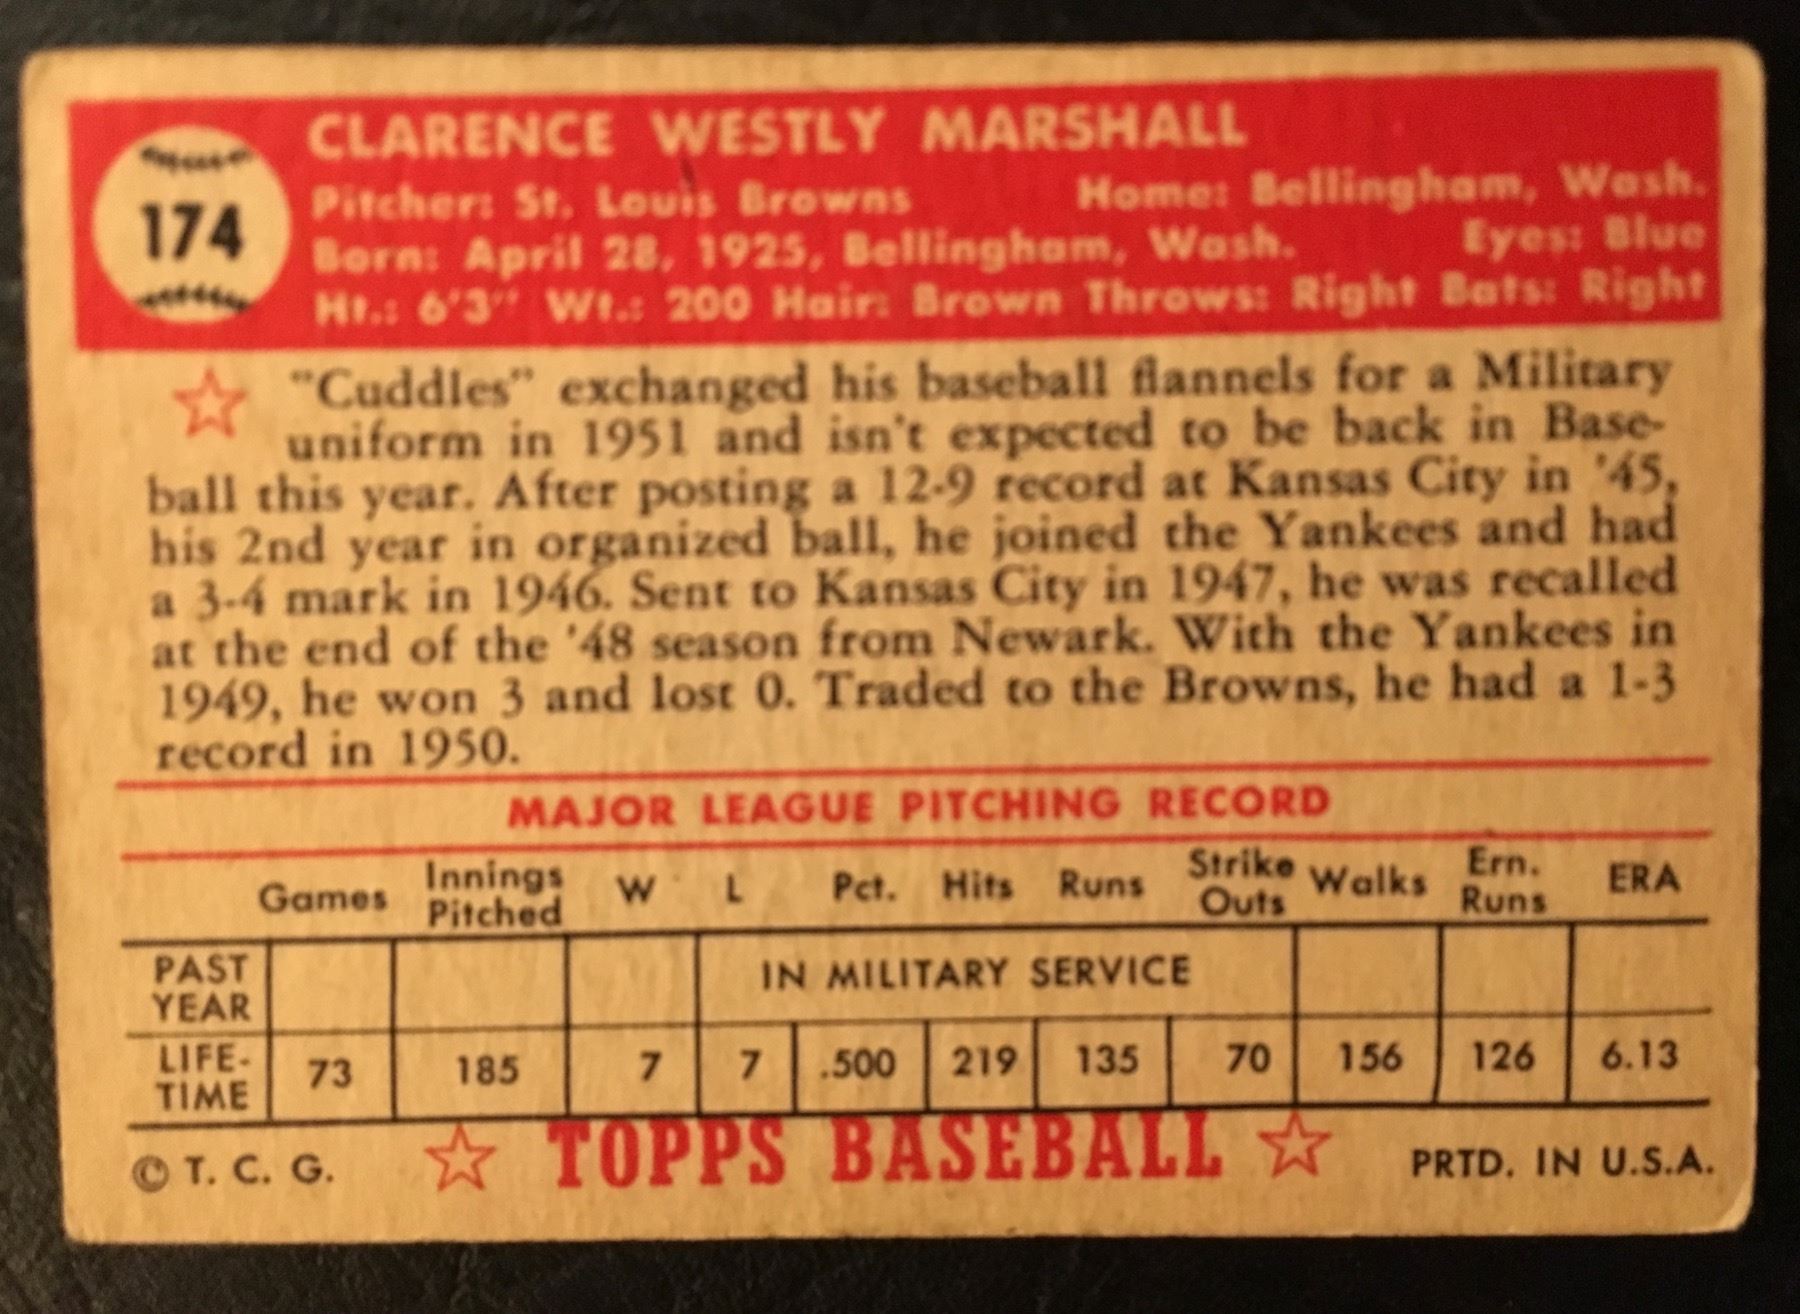 174
CLARENCE WESTLY MARSHALL
Pitcher: St. Louis Browns Home: Bellingham, Wash.
Born: April 28, 1925, Bellingham, Wash. Eyes: Blue
Ht.: 6'3" Wt.: 200 Hair: Brown Throws: Right Bats: Right
"Cuddles" exchanged his baseball flannels for a Military
uniform in 1951 and isn't expected to be back in Base-
ball this year. After posting a 12-9 record at Kansas City in '45,
his 2nd year in organized ball, he joined the Yankees and had
a 3-4 mark in 1946. Sent to Kansas City in 1947, he was recalled
at the end of the '48 season from Newark. With the Yankees in
1949, he won 3 and lost 0. Traded to the Browns, he had a 1-3
record in 1950.
MAJOR LEAGUE PITCHING RECORD
Games Innings Pitched W L Pct. Hits Runs Strike Outs Walks Ern. Runs ERA
PAST YEAR IN MILITARY SERVICE
LIFE-TIME 73 185 7 7 .500 219 135 70 156 126 6.13
© T. C. G. TOPPS BASEBALL PRTD. IN U.S.A.